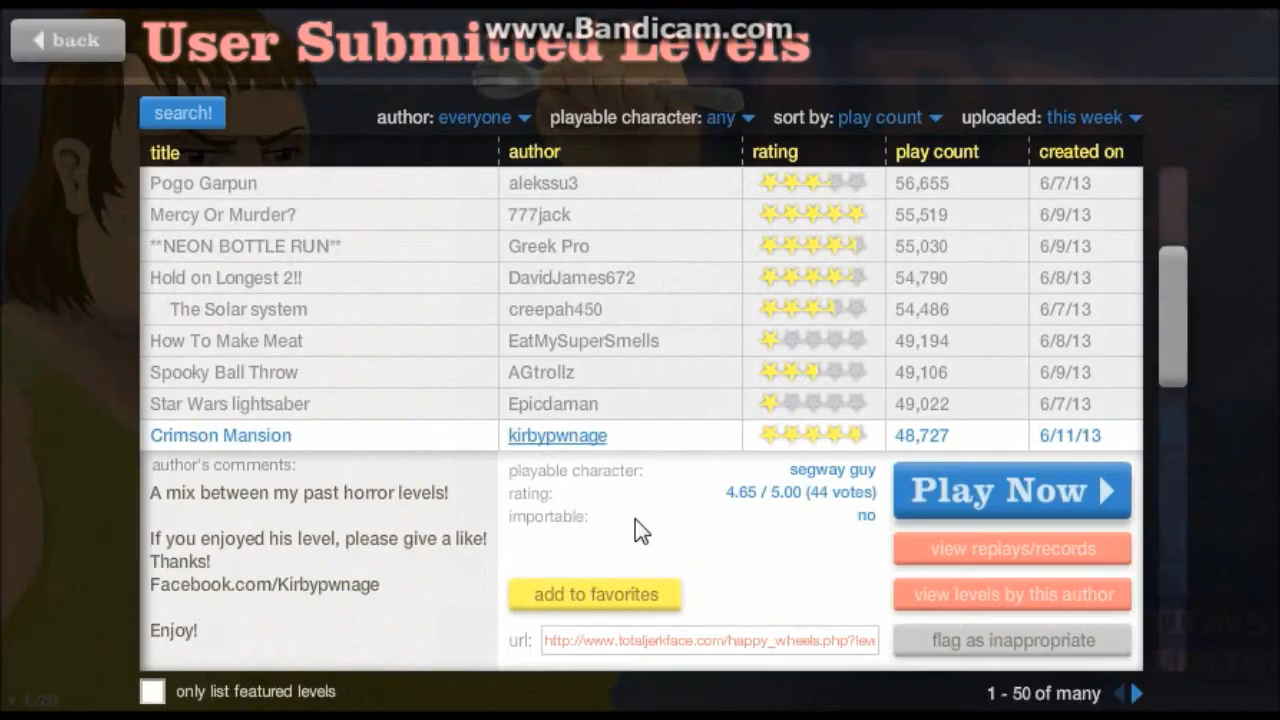 www.Bandicam.com
back
User Submitted Levels
search!
author: everyone playable character: any sort by: play count uploaded: this week
title author rating play count created on
Pogo Garpun alekssu3 56,655 6/7/13
Mercy Or Murder? 777jack 55,519 6/9/13
**NEON BOTTLE RUN** Greek Pro 55,030 6/9/13
Hold on Longest 2!! DavidJames672 54,790 6/8/13
The Solar system creepah450 54,486 6/7/13
How To Make Meat EatMySuperSmells 49,194 6/8/13
Spooky Ball Throw AGtrollz 49,106 6/8/13
Star Wars lightsaber Epicdaman 49,022 6/7/13
Crimson Mansion kirbypwnage 48,727 6/11/13
author's comments:
A mix between my past horror levels!
If you enjoyed his level, please give a like!
Thanks!
Facebook.com/Kirbypwnage
Enjoy!
playable character: segway guy
rating: 4.65 / 5.00 (44 votes)
importable: no
add to favorites
url: http://www.totaljerkface.com/happy_wheels.php?leve
Play Now
view replays/records
view levels by this author
flag as inappropriate
only list featured levels
1 - 50 of many
v 1.70